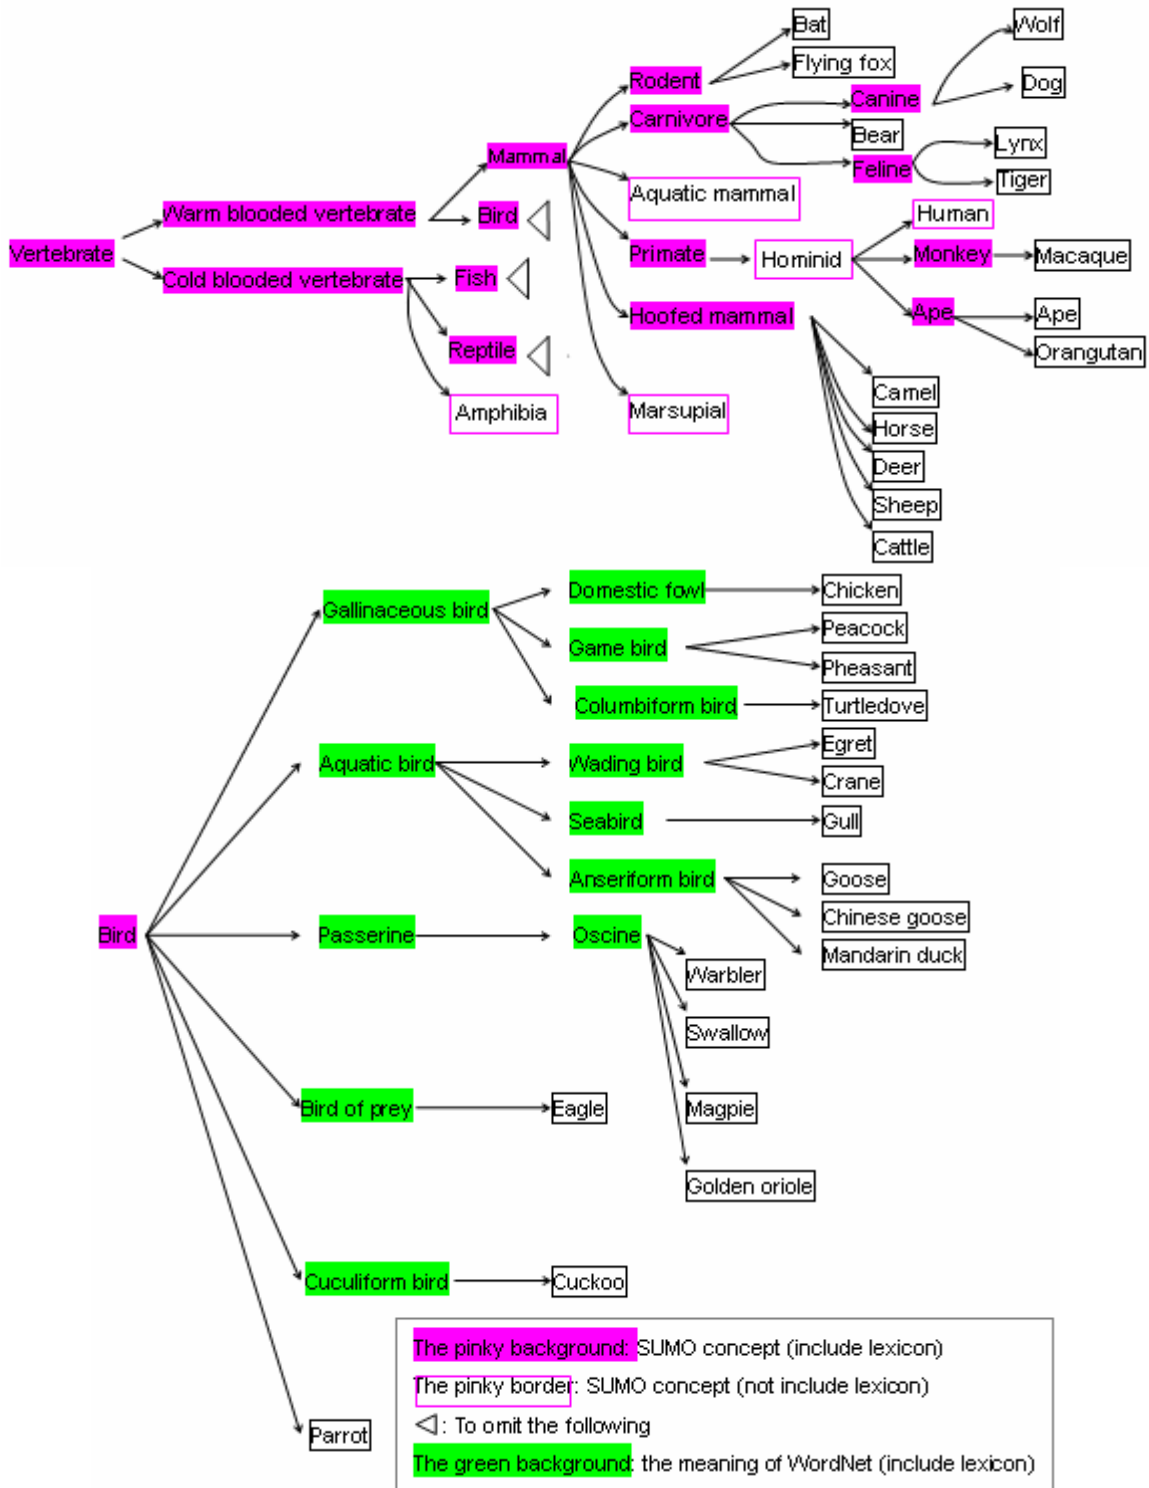 Bat
Wolf
Flying fox
Rodent
Canine
Dog
Carnivore
Bear
Lynx
Mammal
Feline
Tiger
Aquatic mammal
Warm blooded vertebrate
Bird
Human
Vertebrate
Primate
Hominid
Monkey
Macaque
Cold blooded vertebrate
Fish
Hoofed mammal
Ape
Ape
Reptile
Orangutan
Amphibia
Marsupial
Camel
Horse
Deer
Sheep
Cattle
Gallinaceous bird
Domestic fowl
Chicken
Game bird
Peacock
Pheasant
Columbiform bird
Turtledove
Aquatic bird
Wading bird
Egret
Crane
Seabird
Gull
Anseriform bird
Goose
Chinese goose
Mandarin duck
Bird
Passerine
Oscine
Warbler
Swallow
Magpie
Golden oriole
Bird of prey
Eagle
Cuculiform bird
Cuckoo
Parrot
The pinky background: SUMO concept (include lexicon)
The pinky border: SUMO concept (not include lexicon)
: To omit the following
The green background: the meaning of WordNet (include lexicon)